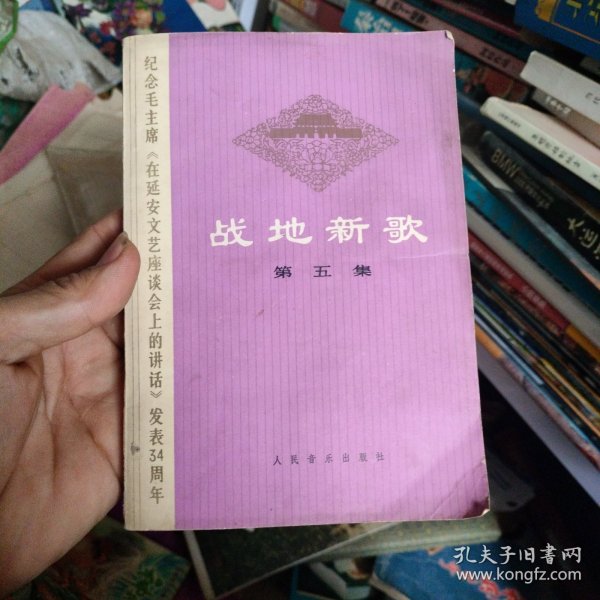 纪念毛主席《在延安文艺座谈会上的讲话》发表34周年
战地新歌
第五集
人民音乐出版社
BMW
孔夫子旧书网
www.kongfz.com